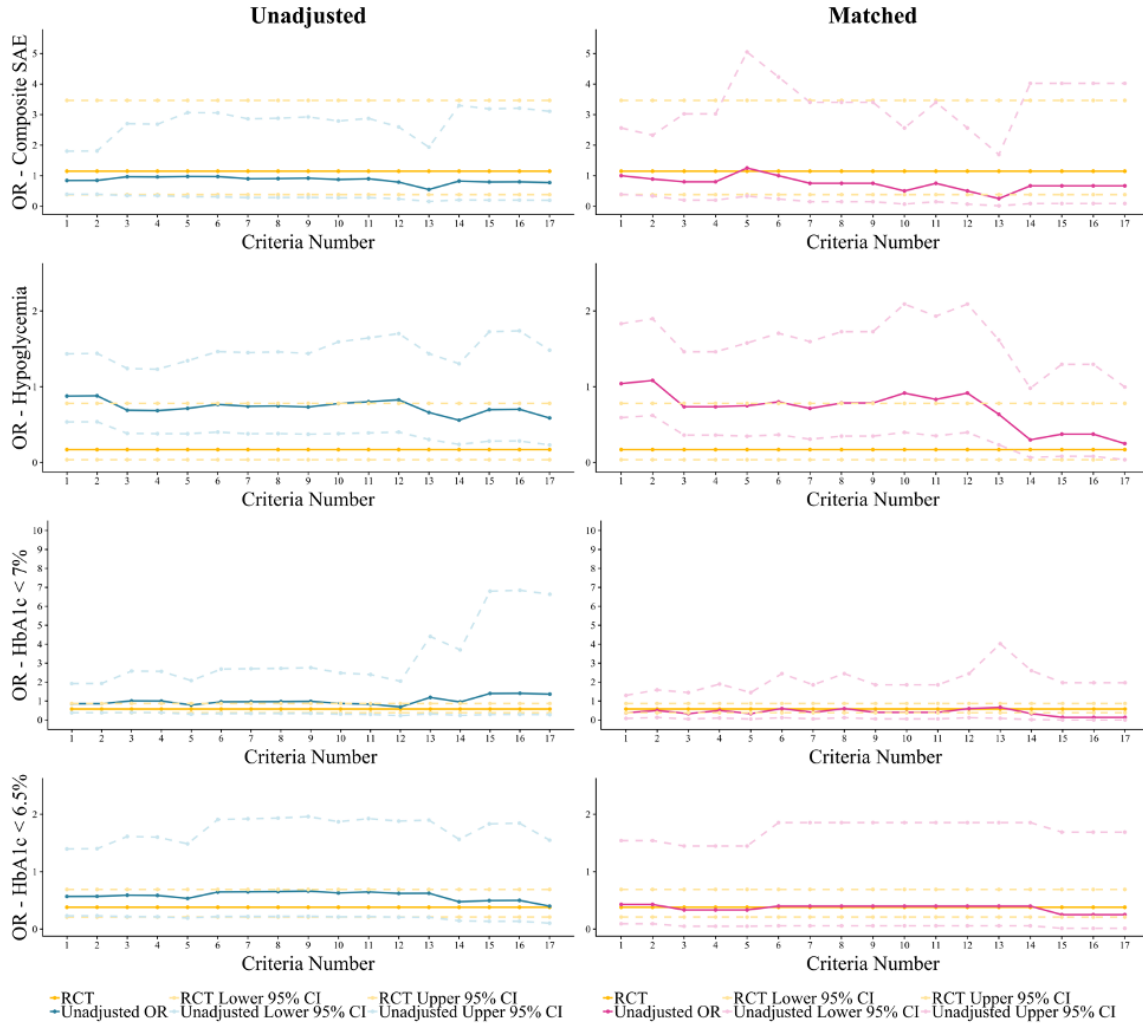 Unadjusted
Matched
OR - Composite SAE
5
4
3
2
1
0
1 2 3 4 5 6 7 8 9 10 11 12 13 14 15 16 17
Criteria Number
5
4
3
2
1
0
1 2 3 4 5 6 7 8 9 10 11 12 13 14 15 16 17
Criteria Number
OR - Hypoglycemia
2
1
0
1 2 3 4 5 6 7 8 9 10 11 12 13 14 15 16 17
Criteria Number
2
1
0
1 2 3 4 5 6 7 8 9 10 11 12 13 14 15 16 17
Criteria Number
OR - HbA1c < 7%
10
9
8
7
6
5
4
3
2
1
0
1 2 3 4 5 6 7 8 9 10 11 12 13 14 15 16 17
Criteria Number
10
9
8
7
6
5
4
3
2
1
0
1 2 3 4 5 6 7 8 9 10 11 12 13 14 15 16 17
Criteria Number
OR - HbA1c < 6.5%
2
1
0
1 2 3 4 5 6 7 8 9 10 11 12 13 14 15 16 17
Criteria Number
2
1
0
1 2 3 4 5 6 7 8 9 10 11 12 13 14 15 16 17
Criteria Number
RCT RCT Lower 95% CI RCT Upper 95% CI
Unadjusted OR Unadjusted Lower 95% CI Unadjusted Upper 95% CI
RCT RCT Lower 95% CI RCT Upper 95% CI
Unadjusted OR Unadjusted Lower 95% CI Unadjusted Upper 95% CI